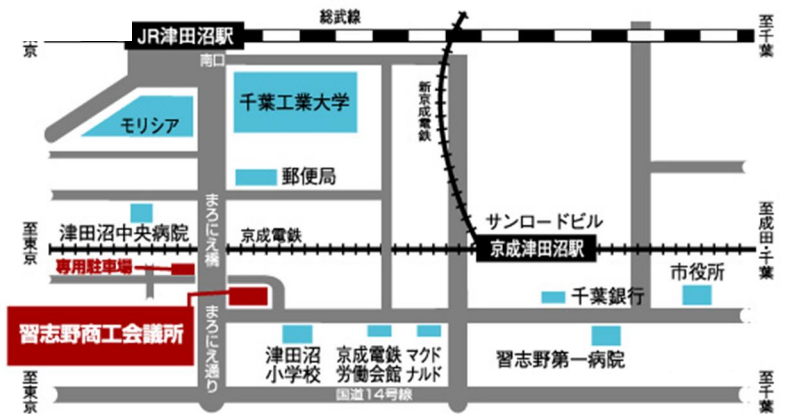 総武線
JR津田沼駅
京
至千葉
南口
千葉工業大学
新京成電鉄
モリシア
郵便局
まろにえ橋
至東京
津田沼中央病院
京成電鉄
サンロードビル
京成津田沼駅
至成田・千葉
専用駐車場
市役所
千葉銀行
習志野商工会議所
まろにえ通り
津田沼
小学校
京成電鉄
労働会館
マクド
ナルド
習志野第一病院
至東京
国道14号線
至千葉